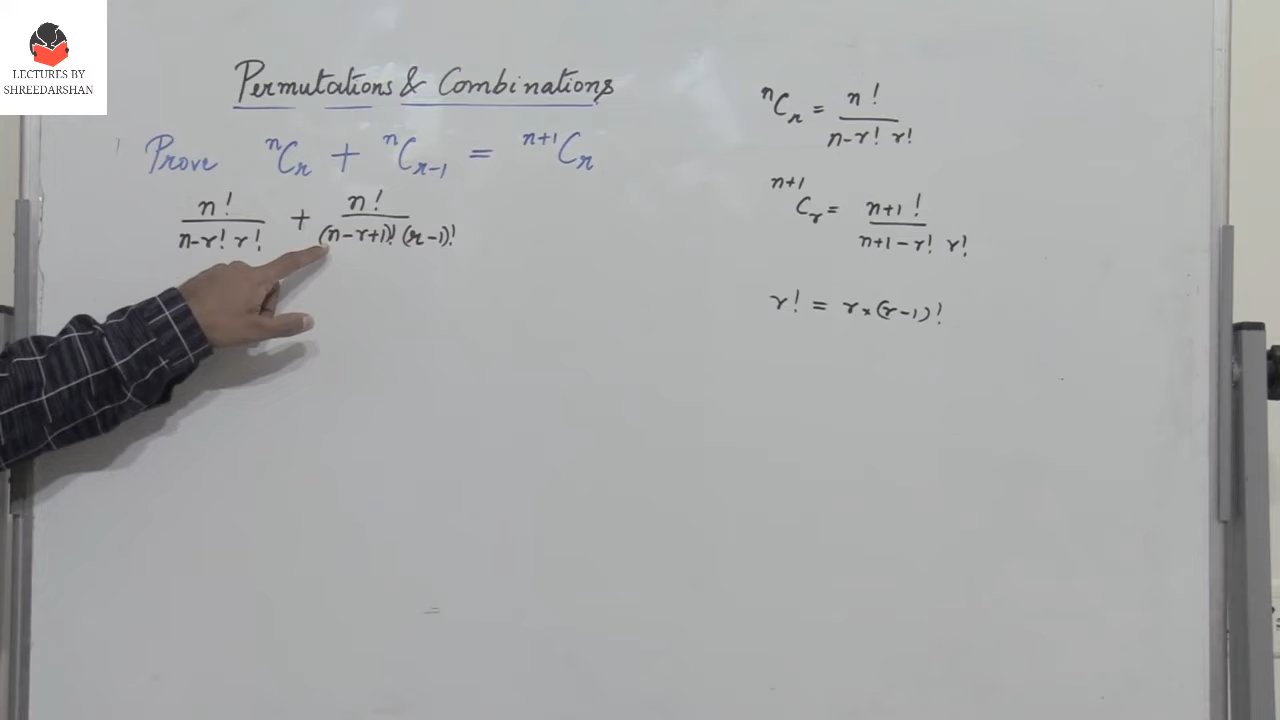 LECTURES BY
SHREEDARSHAN
Permutations & Combinations
Prove ⁿCᵣ + ⁿCᵣ₋₁ = ⁿ⁺¹Cᵣ
n! / n-r! r! + n! / (n-r+1)! (r-1)!
ⁿCᵣ = n! / n-r! r!
ⁿ⁺¹Cᵣ = n+1! / n+1-r! r!
r! = r×(r-1)!